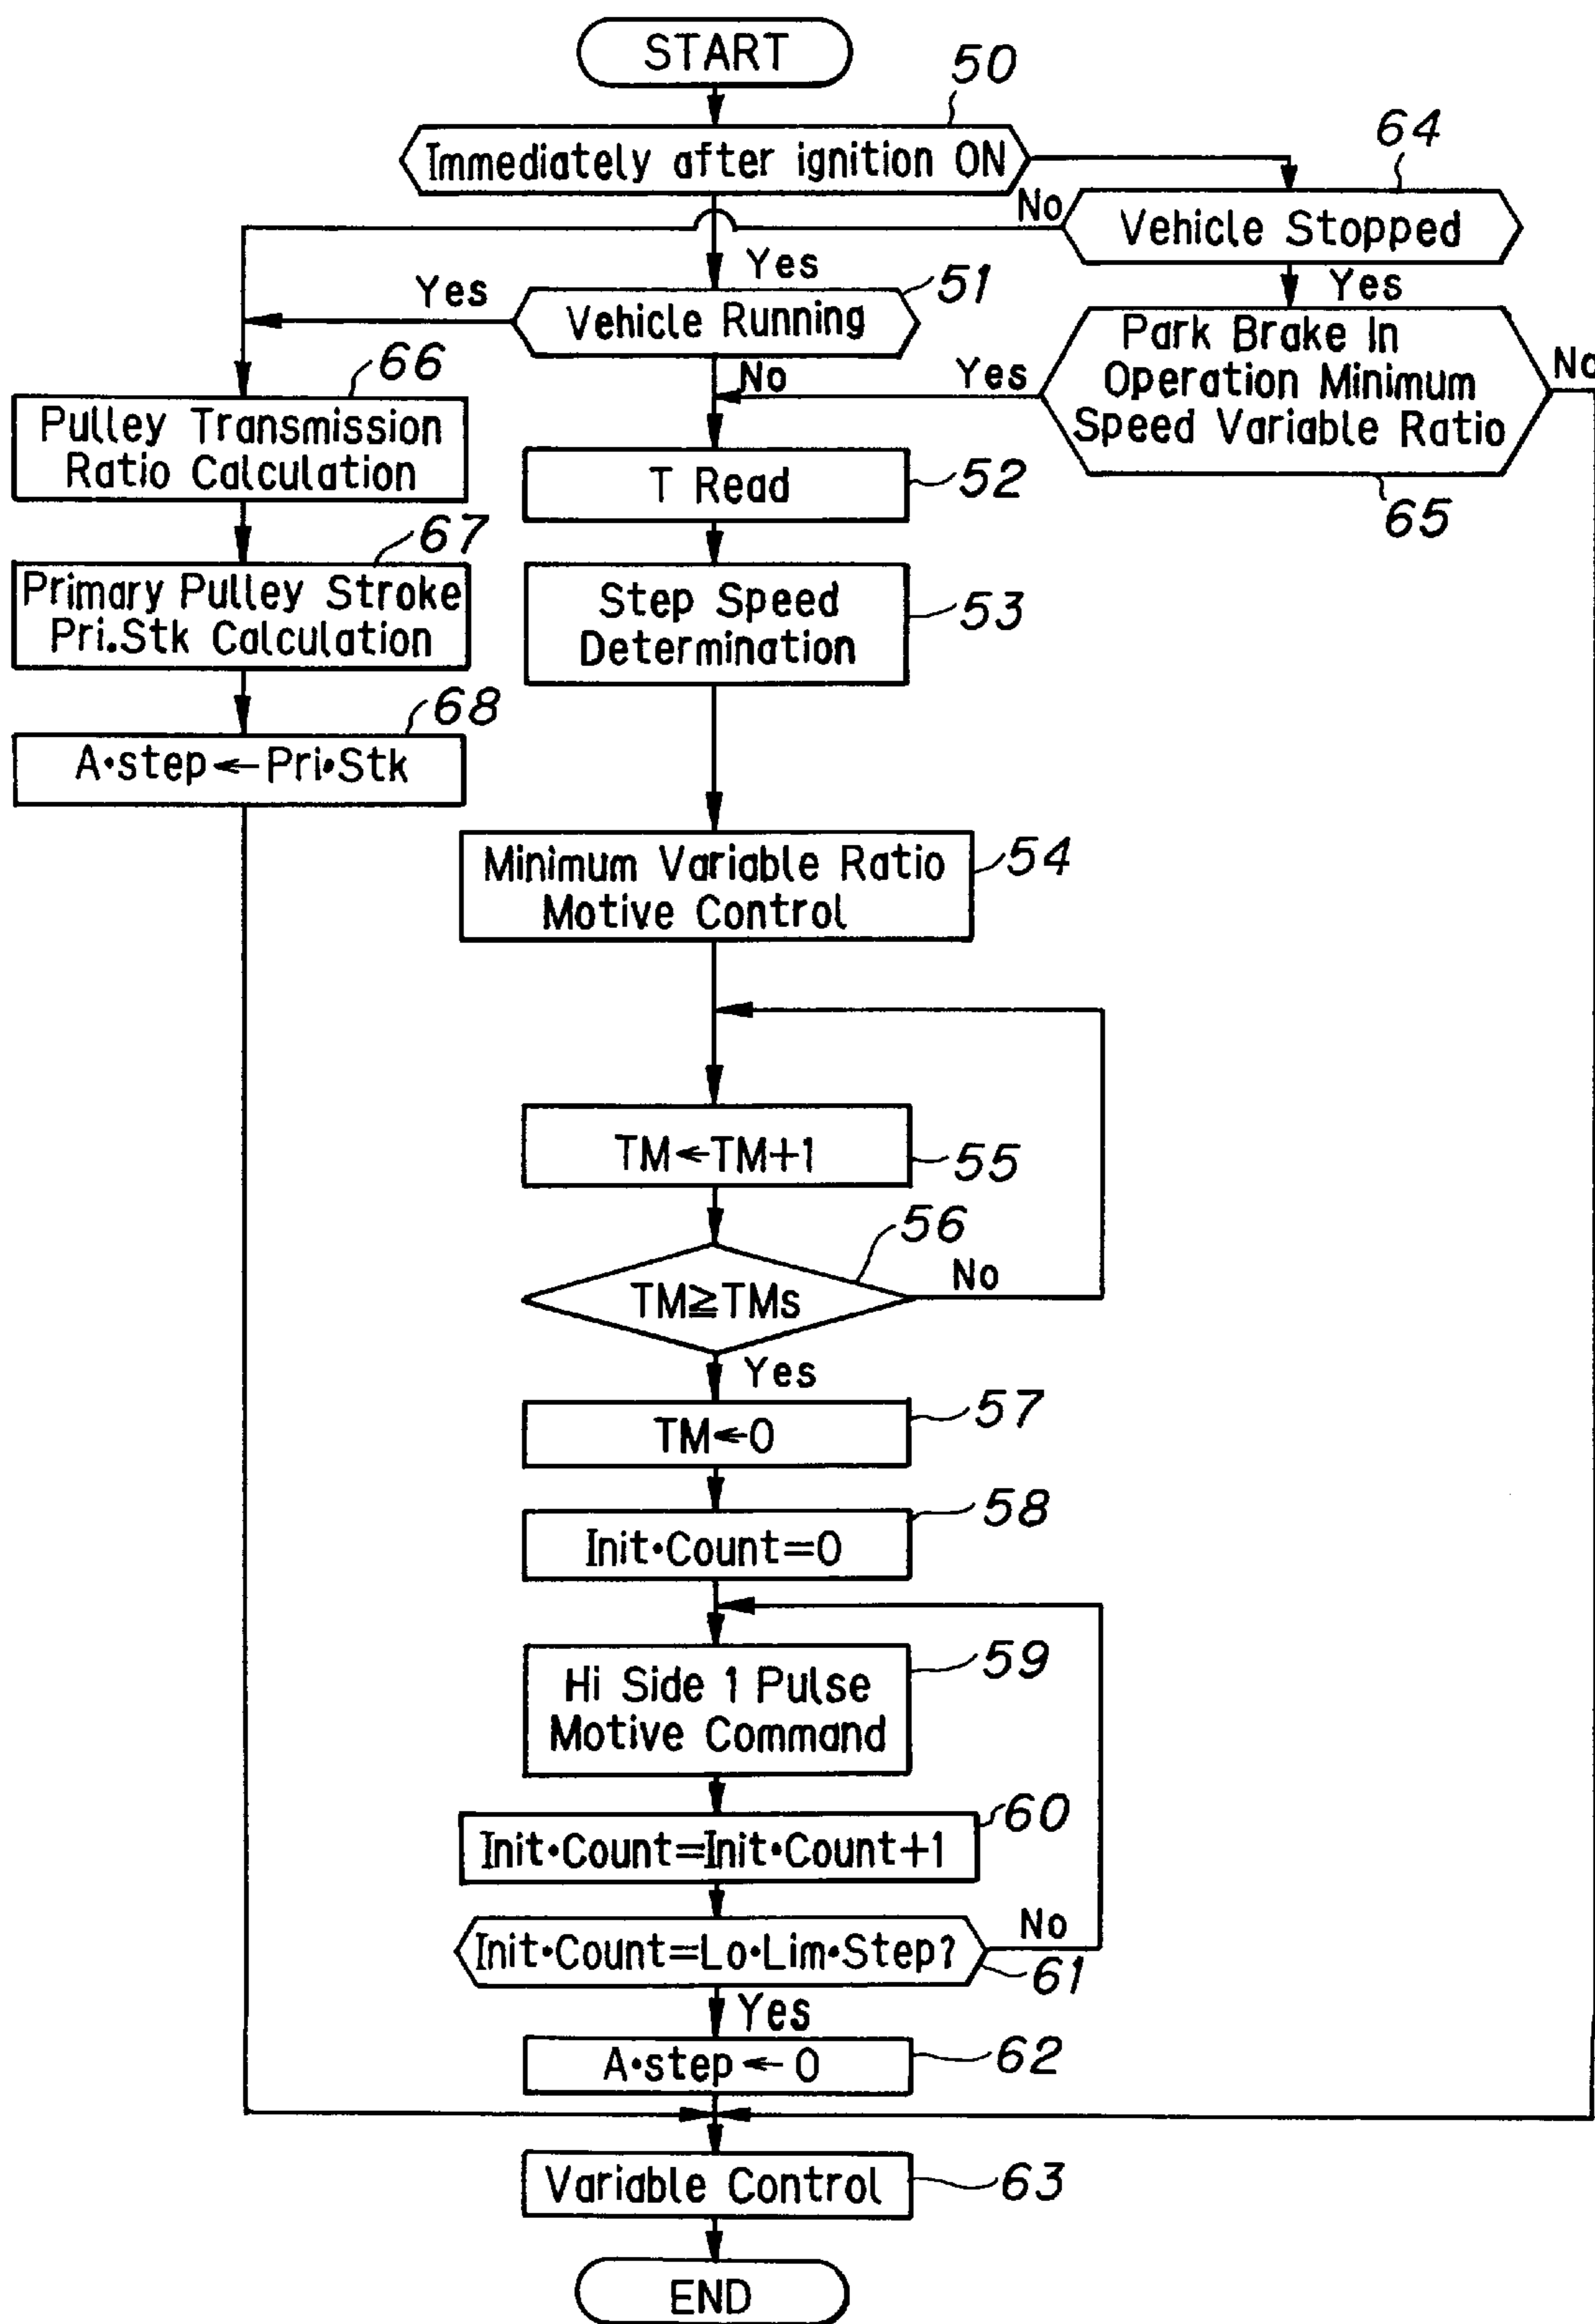 START
50
Immediately after ignition ON
64
No
Vehicle Stopped
Yes
51
Yes
Yes
Vehicle Running
Park Brake In
Operation Minimum
Speed Variable Ratio
No
66
No
Yes
65
Pulley Transmission
Ratio Calculation
T Read
52
67
Primary Pulley Stroke
Pri.Stk Calculation
Step Speed
Determination
53
68
A•step←Pri•Stk
Minimum Variable Ratio
Motive Control
54
TM←TM+1
55
56
TM≧TMs
No
Yes
57
TM←0
58
Init•Count=0
59
Hi Side 1 Pulse
Motive Command
60
Init•Count=Init•Count+1
No
Init•Count=Lo•Lim•Step?
61
Yes
A•step←0
62
Variable Control
63
END